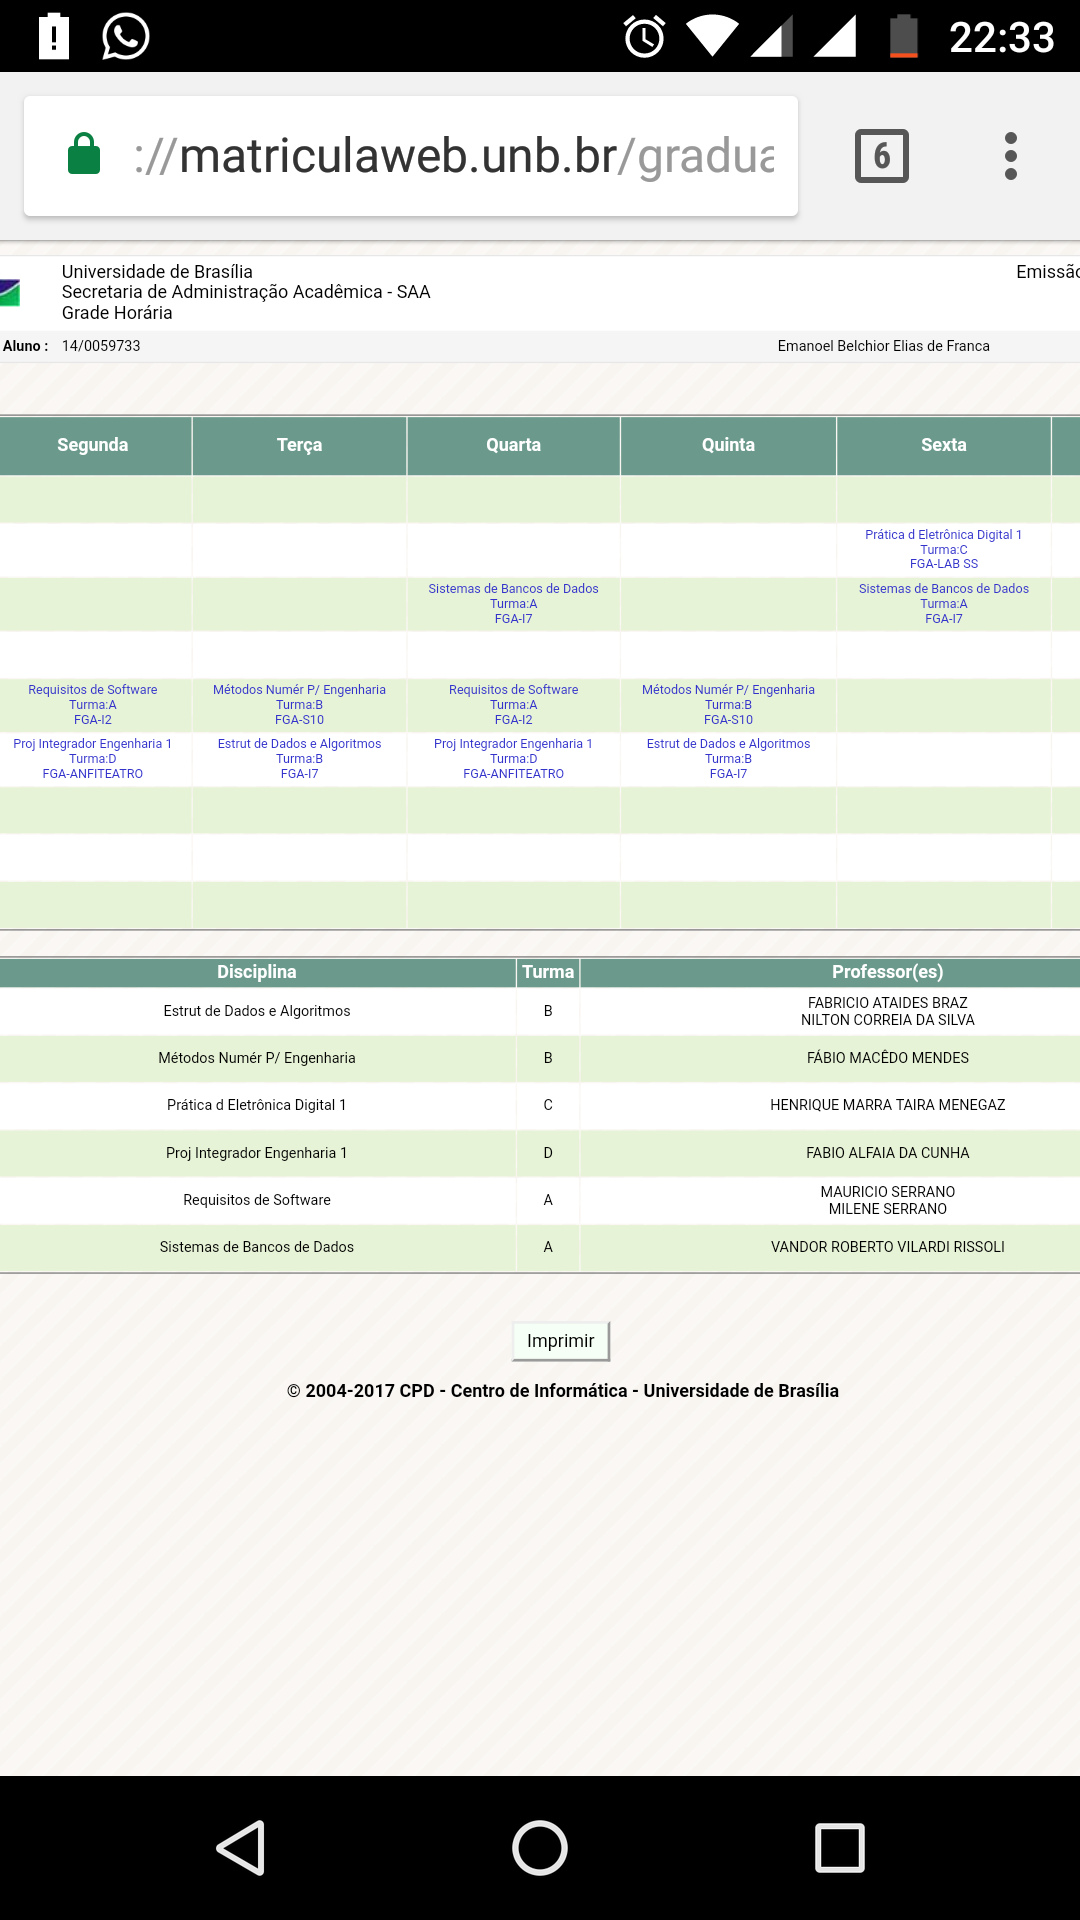 22:33
://matriculaweb.unb.br/gradua
6
Universidade de Brasília
Emissão
Secretaria de Administração Acadêmica - SAA
Grade Horária
Aluno : 14/0059733 Emanoel Belchior Elias de Franca
Segunda Terça Quarta Quinta Sexta
Prática d Eletrônica Digital 1
Turma:C
FGA-LAB SS
Sistemas de Bancos de Dados Sistemas de Bancos de Dados
Turma:A Turma:A
FGA-I7 FGA-I7
Requisitos de Software Métodos Numér P/ Engenharia Requisitos de Software Métodos Numér P/ Engenharia
Turma:A Turma:B Turma:A Turma:B
FGA-I2 FGA-S10 FGA-I2 FGA-S10
Proj Integrador Engenharia 1 Estrut de Dados e Algoritmos Proj Integrador Engenharia 1 Estrut de Dados e Algoritmos
Turma:D Turma:B Turma:D Turma:B
FGA-ANFITEATRO FGA-I7 FGA-ANFITEATRO FGA-I7
Disciplina Turma Professor(es)
Estrut de Dados e Algoritmos B FABRICIO ATAIDES BRAZ
NILTON CORREIA DA SILVA
Métodos Numér P/ Engenharia B FÁBIO MACÊDO MENDES
Prática d Eletrônica Digital 1 C HENRIQUE MARRA TAIRA MENEGAZ
Proj Integrador Engenharia 1 D FABIO ALFAIA DA CUNHA
Requisitos de Software A MAURICIO SERRANO
MILENE SERRANO
Sistemas de Bancos de Dados A VANDOR ROBERTO VILARDI RISSOLI
Imprimir
© 2004-2017 CPD - Centro de Informática - Universidade de Brasília